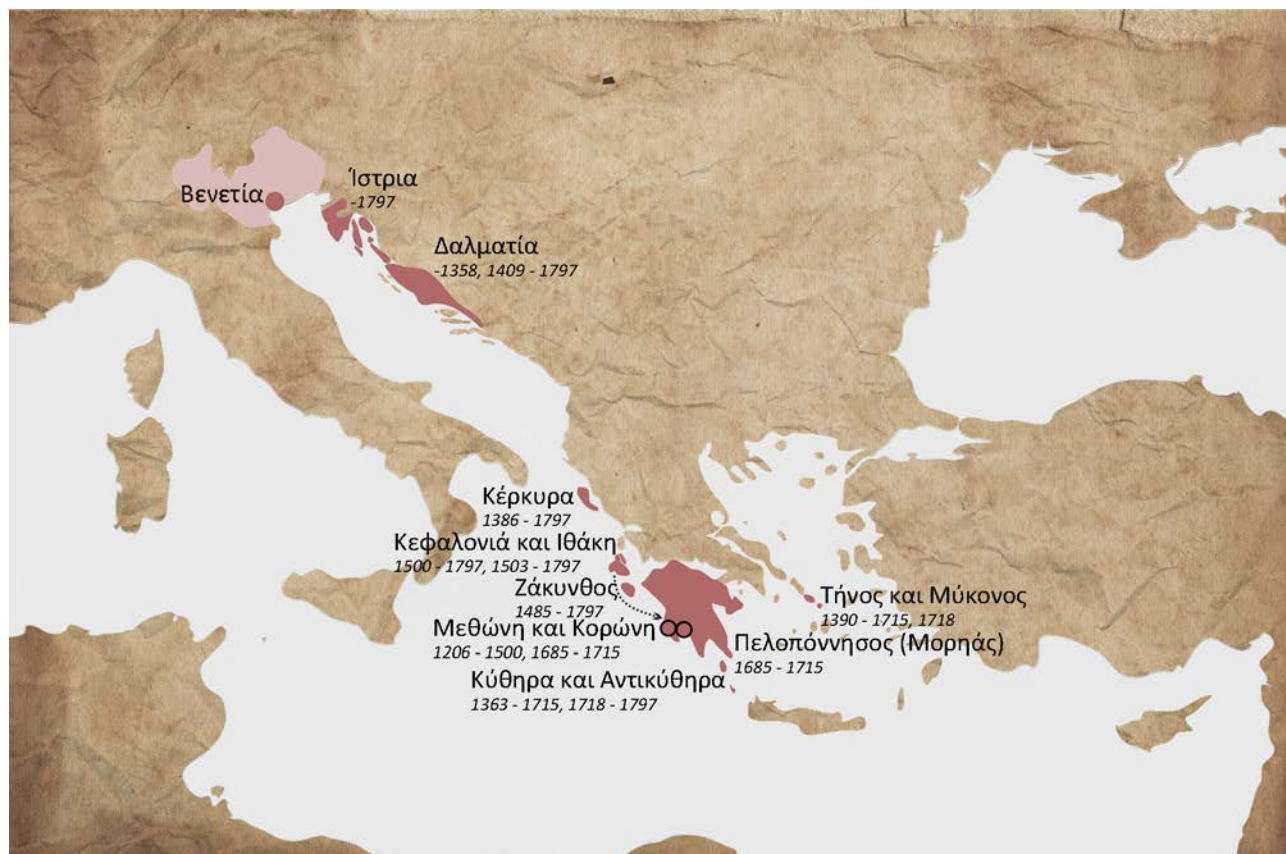 Βενετία
Ίστρια
-1797
Δαλματία
-1358, 1409 - 1797
Κέρκυρα
1386 - 1797
Κεφαλονιά και Ιθάκη
1500 - 1797, 1503 - 1797
Ζάκυνθος
1485 - 1797
Μεθώνη και Κορώνη
1206 - 1500, 1685 - 1715
Τήνος και Μύκονος
1390 - 1715, 1718
Πελοπόννησος (Μορηάς)
1685 - 1715
Κύθηρα και Αντικύθηρα
1363 - 1715, 1718 - 1797